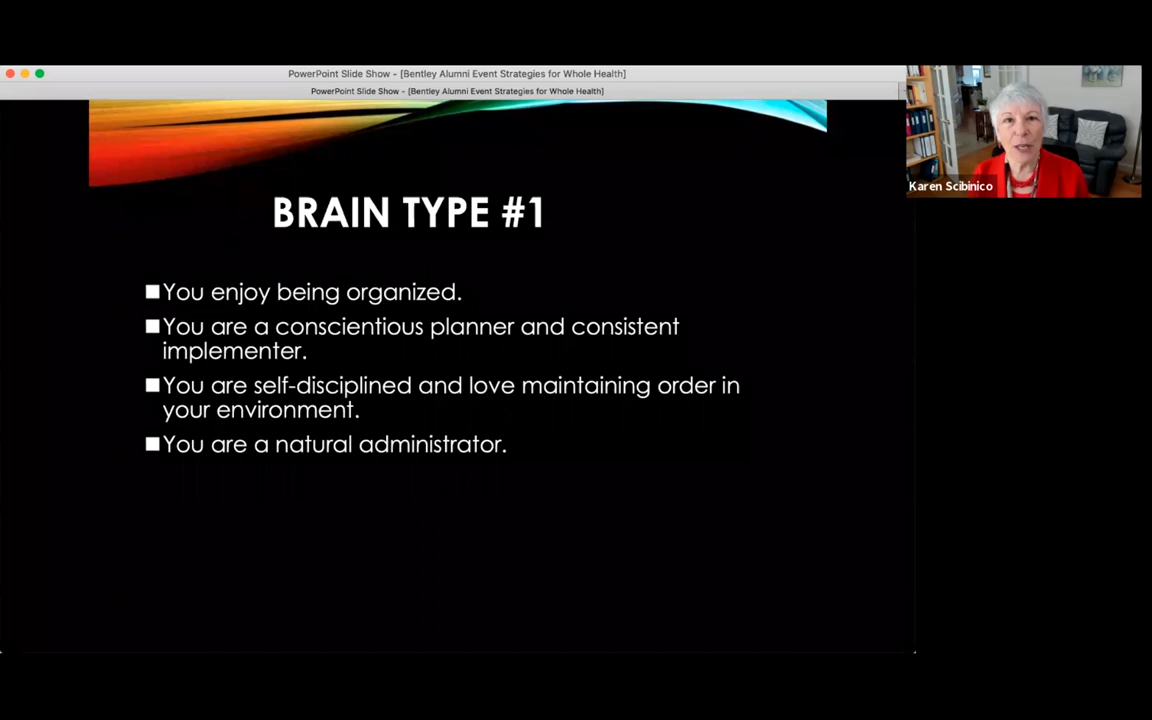 PowerPoint Slide Show - [Bentley Alumni Event Strategies for Whole Health]
PowerPoint Slide Show - [Bentley Alumni Event Strategies for Whole Health]
Karen Scibinico
BRAIN TYPE #1
You enjoy being organized.
You are a conscientious planner and consistent
implementer.
You are self-disciplined and love maintaining order in
your environment.
You are a natural administrator.